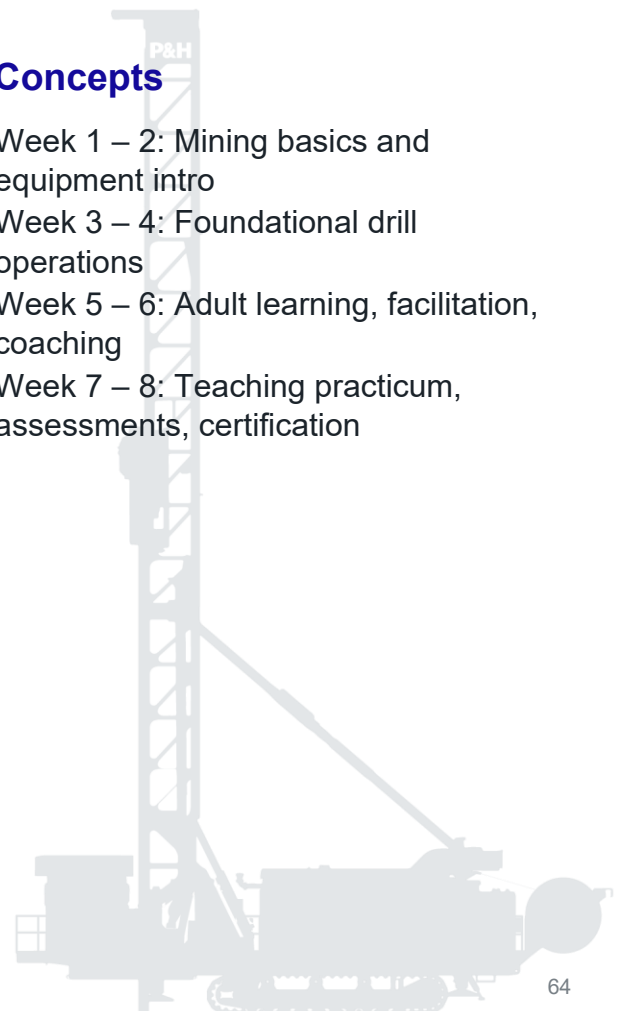 P&H
Concepts
Week 1 – 2: Mining basics and
equipment intro
Week 3 – 4: Foundational drill
operations
Week 5 – 6: Adult learning, facilitation,
coaching
Week 7 – 8: Teaching practicum,
assessments, certification
64